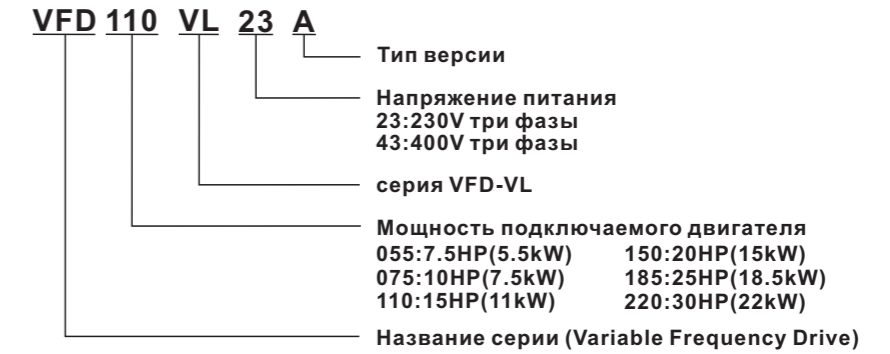 VFD 110 VL 23 A
Тип версии
Напряжение питания
23:230V три фазы
43:400V три фазы
серия VFD-VL
Мощность подключаемого двигателя
055:7.5HP(5.5kW) 150:20HP(15kW)
075:10HP(7.5kW) 185:25HP(18.5kW)
110:15HP(11kW) 220:30HP(22kW)
Название серии (Variable Frequency Drive)